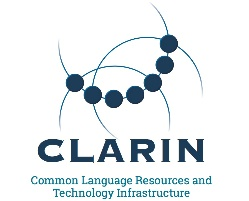 CLARIN
Common Language Resources and
Technology Infrastructure